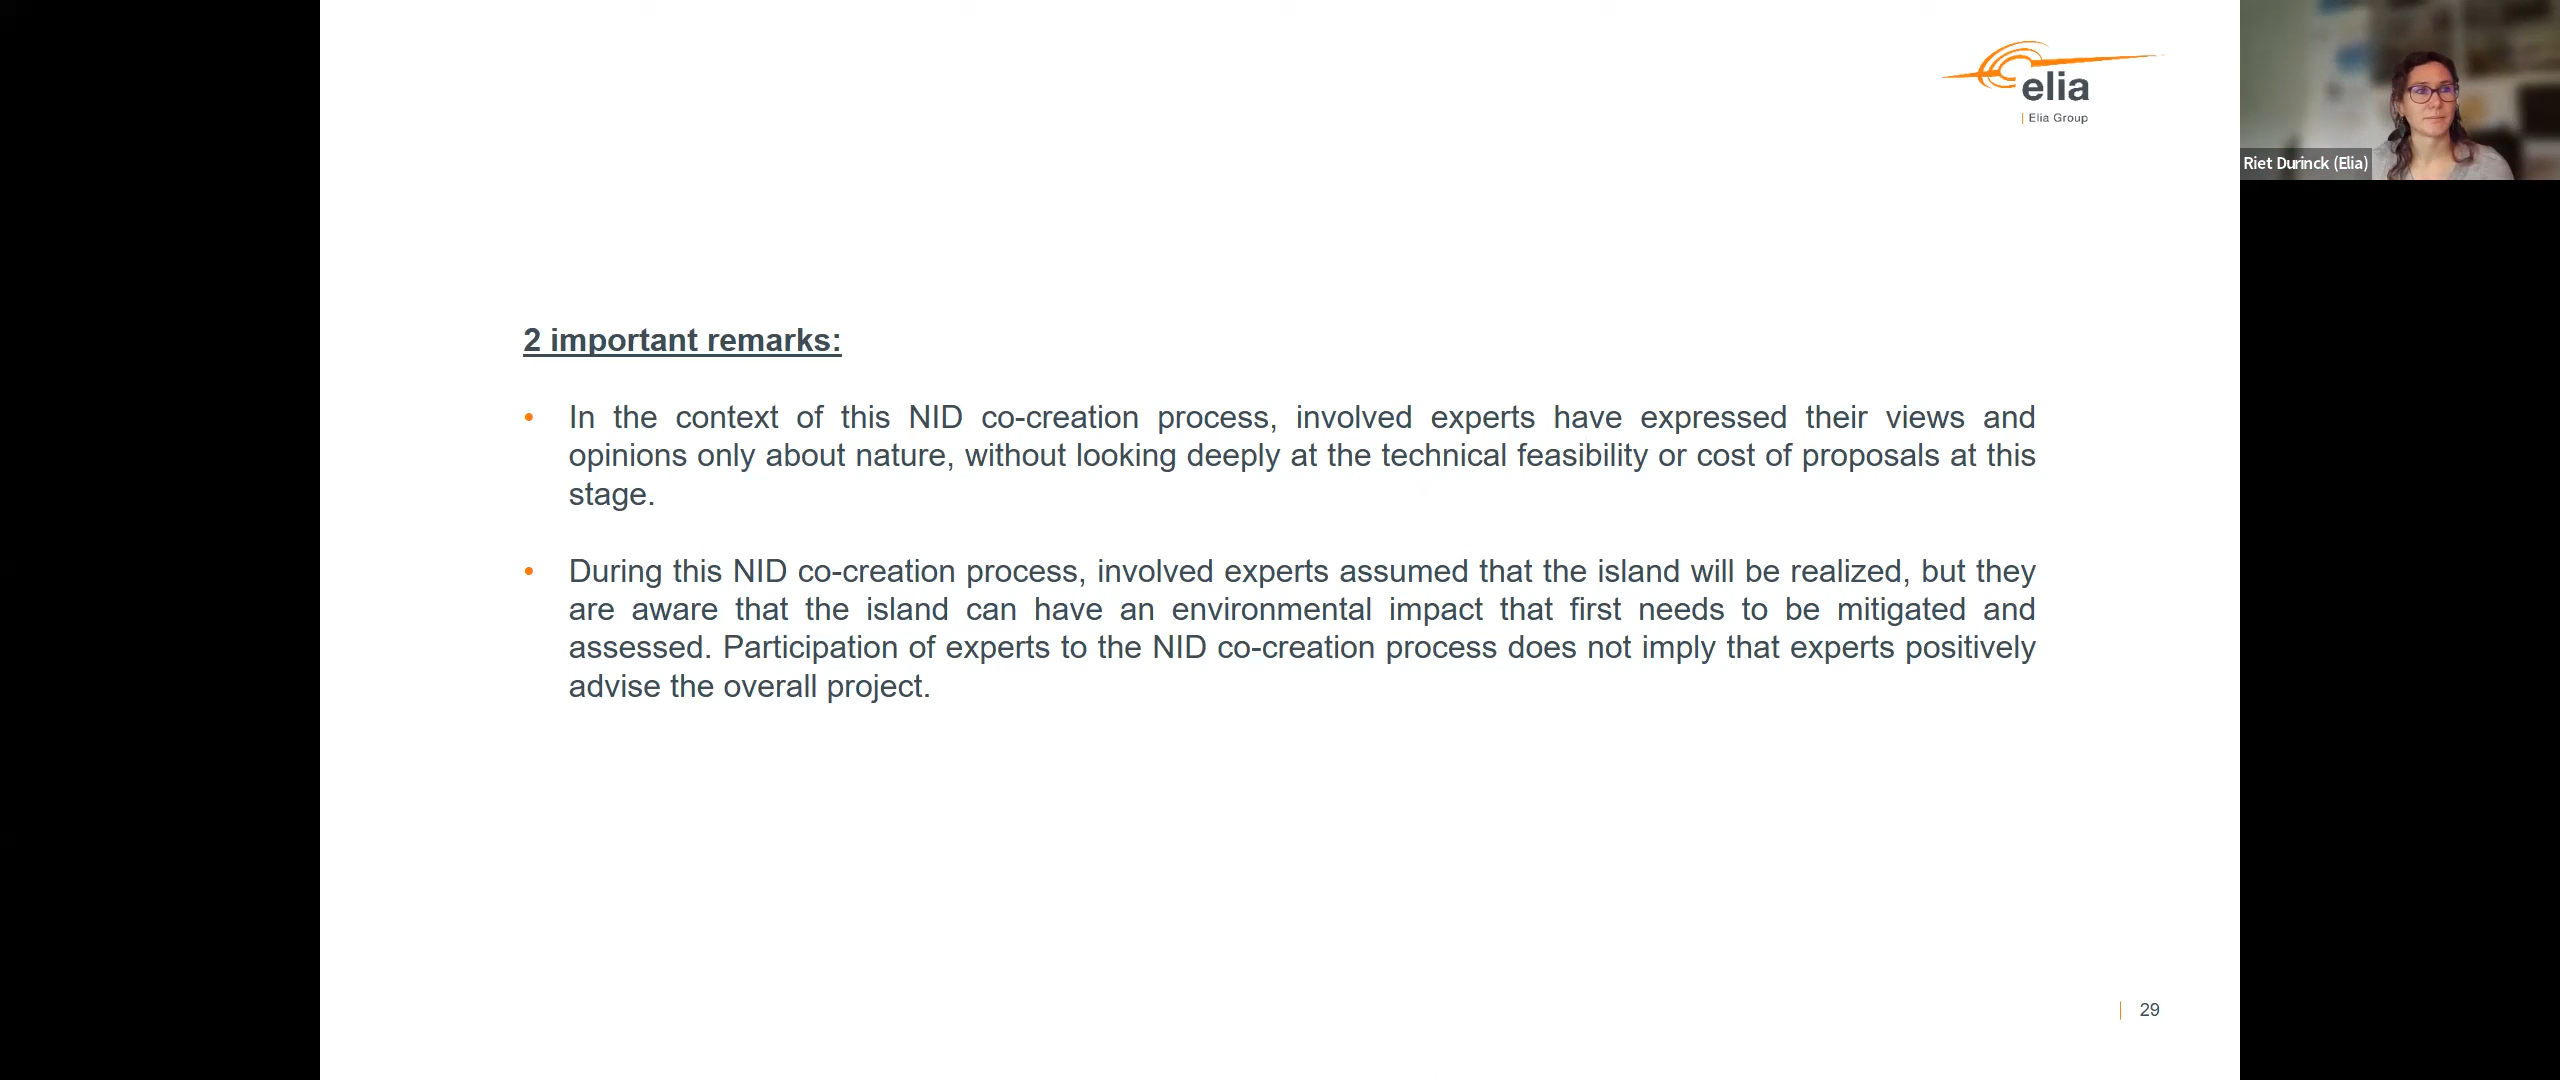 elia
| Elia Group
Riet Durinck (Elia)
2 important remarks:
• In the context of this NID co-creation process, involved experts have expressed their views and
opinions only about nature, without looking deeply at the technical feasibility or cost of proposals at this
stage.
• During this NID co-creation process, involved experts assumed that the island will be realized, but they
are aware that the island can have an environmental impact that first needs to be mitigated and
assessed. Participation of experts to the NID co-creation process does not imply that experts positively
advise the overall project.
| 29